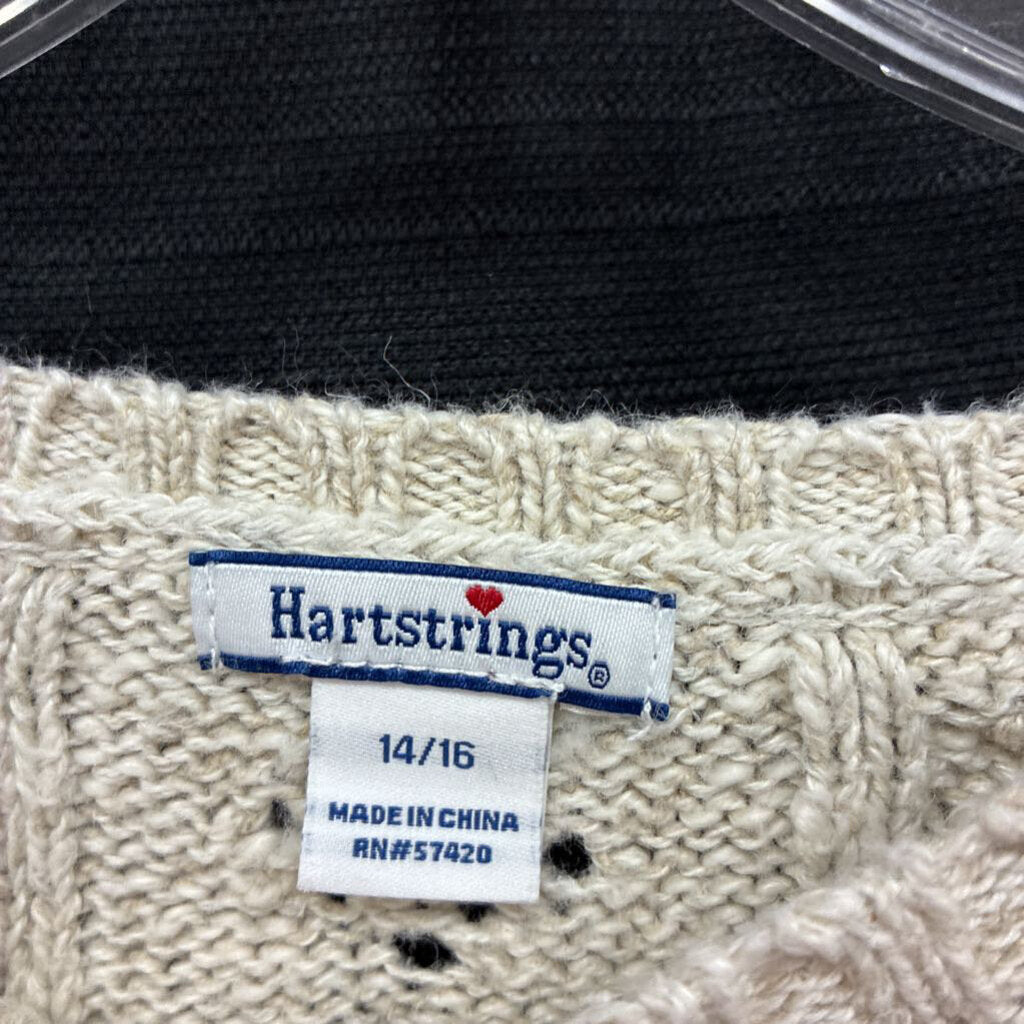 Hartstrings®
14/16
MADE IN CHINA
RN#57420